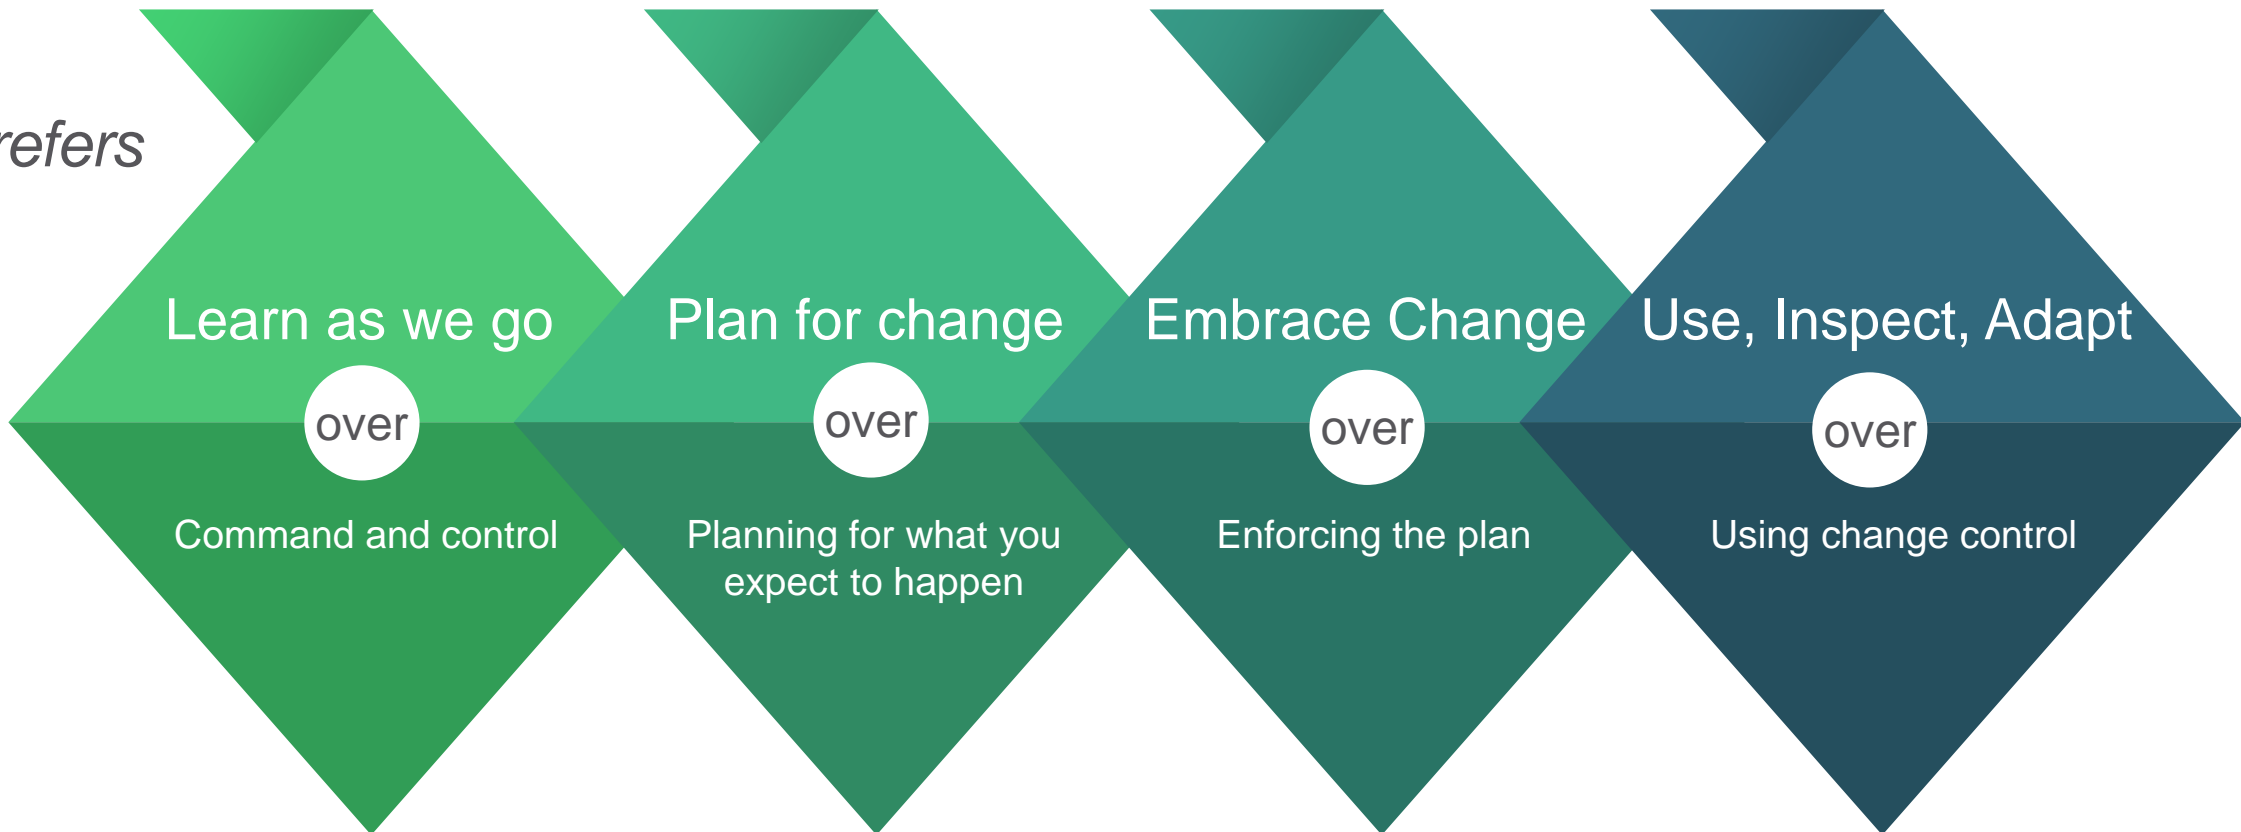 refers
Learn as we go
over
Command and control
Plan for change
over
Planning for what you
expect to happen
Embrace Change
over
Enforcing the plan
Use, Inspect, Adapt
over
Using change control